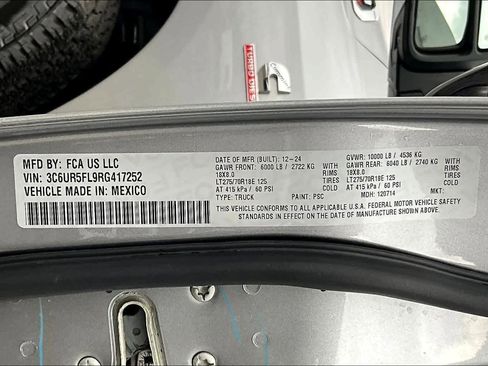 TURBO DIESEL
Cummins
MFD BY: FCA US LLC
VIN: 3C6UR5FL9RG417252
VEHICLE MADE IN: MEXICO
DATE OF MFR (BUILT): 12-24
GVWR: 10000 LB / 4536 KG
GAWR FRONT: 6000 LB / 2722 KG
GAWR REAR: 6040 LB / 2740 KG
18X8.0 RIMS
18X8.0 RIMS
LT275/70R18E 125 TIRES
LT275/70R18E 125 TIRES
AT 415 kPa / 60 PSI COLD
AT 415 kPa / 60 PSI COLD
TYPE: TRUCK
PAINT: PSC
MDH: 120714
THIS VEHICLE CONFORMS TO ALL APPLICABLE U.S.A. FEDERAL MOTOR VEHICLE SAFETY
STANDARDS IN EFFECT ON THE DATE OF MANUFACTURE SHOWN ABOVE.